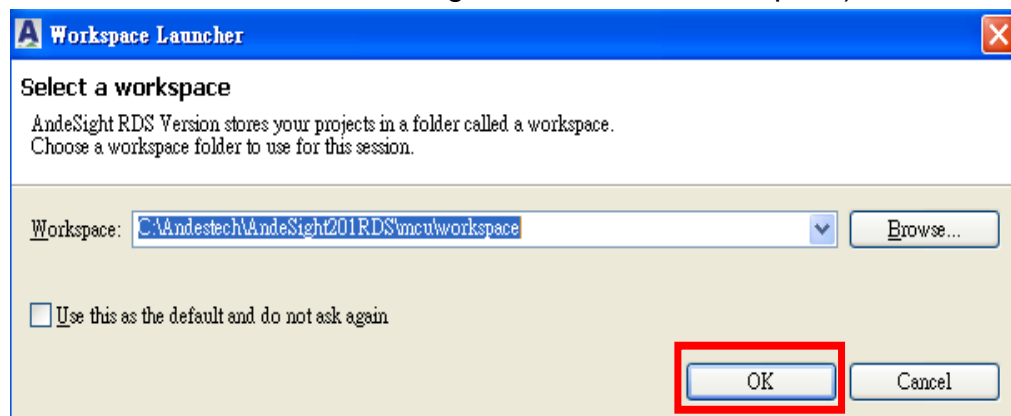 Workspace Launcher
Select a workspace
AndeSight RDS Version stores your projects in a folder called a workspace.
Choose a workspace folder to use for this session.
Workspace: C:\Andestech\AndeSight201RDS\mcu\workspace Browse...
Use this as the default and do not ask again
OK Cancel